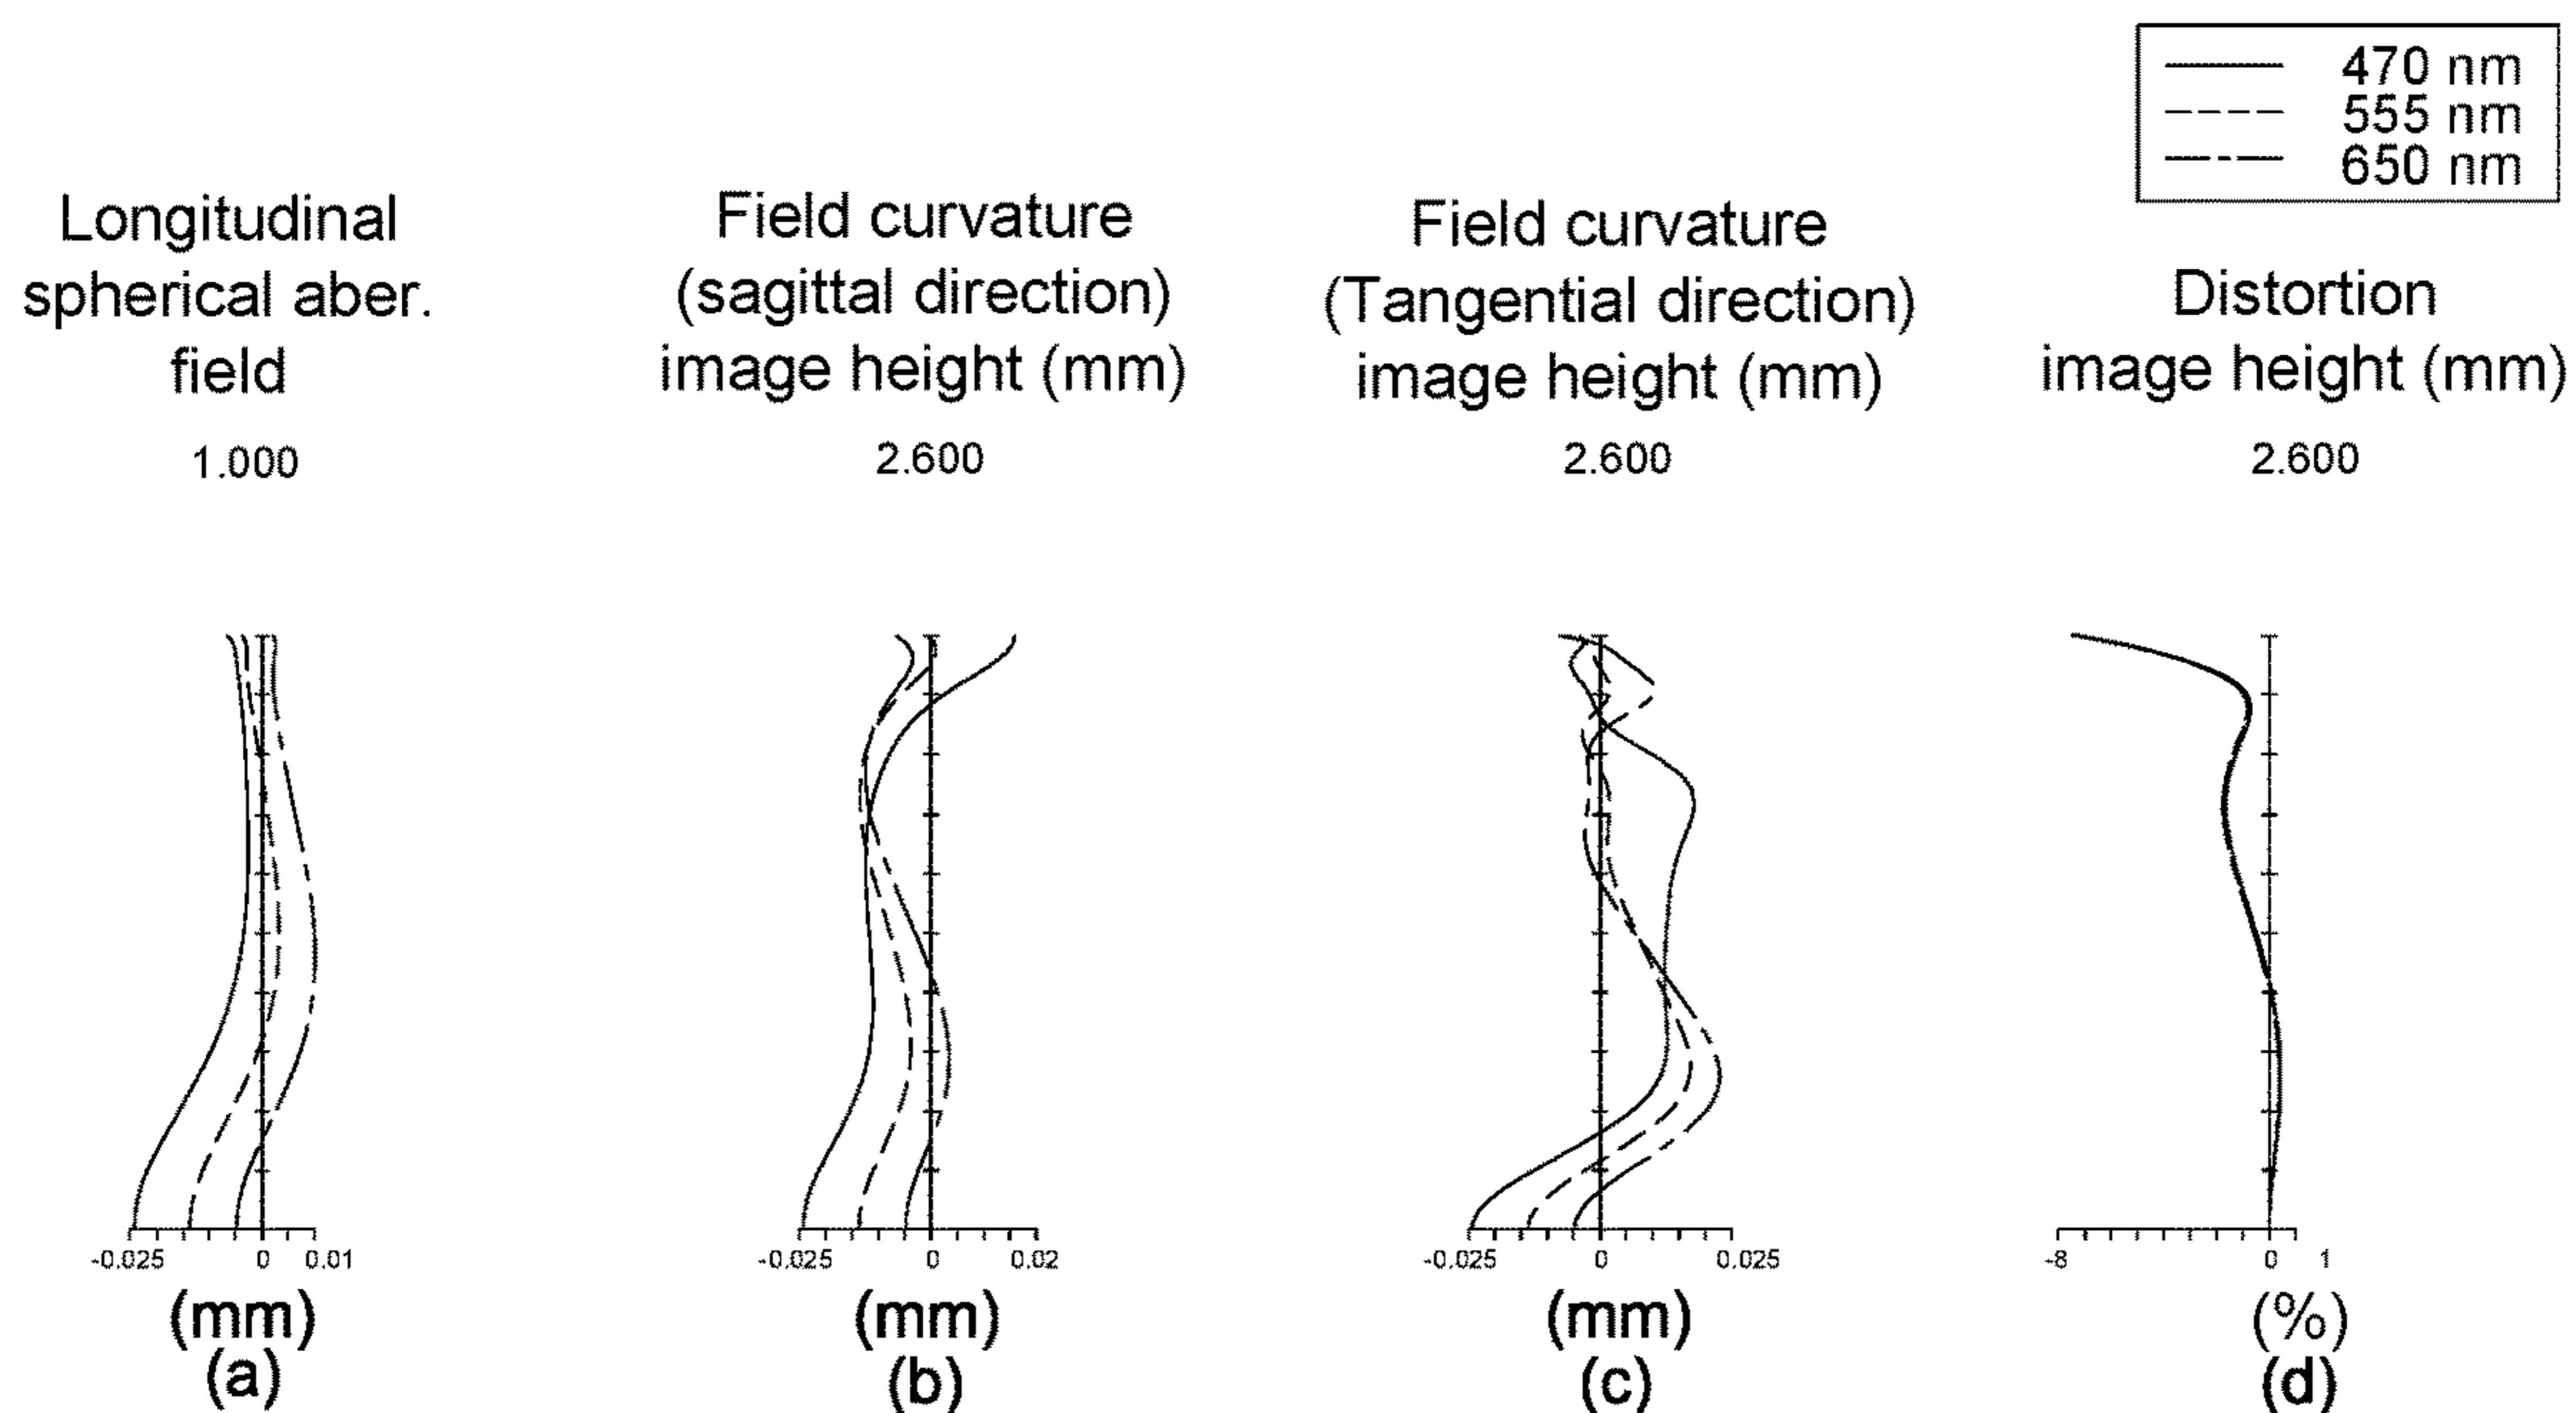 470 nm
555 nm
650 nm
Longitudinal
spherical aber.
field
1.000
Field curvature
(sagittal direction)
image height (mm)
2.600
Field curvature
(Tangential direction)
image height (mm)
2.600
Distortion
image height (mm)
2.600
-0.025 0 0.01
(mm)
(a)
-0.025 0 0.02
(mm)
(b)
-0.025 0 0.025
(mm)
(c)
-8 0 1
(%)
(d)